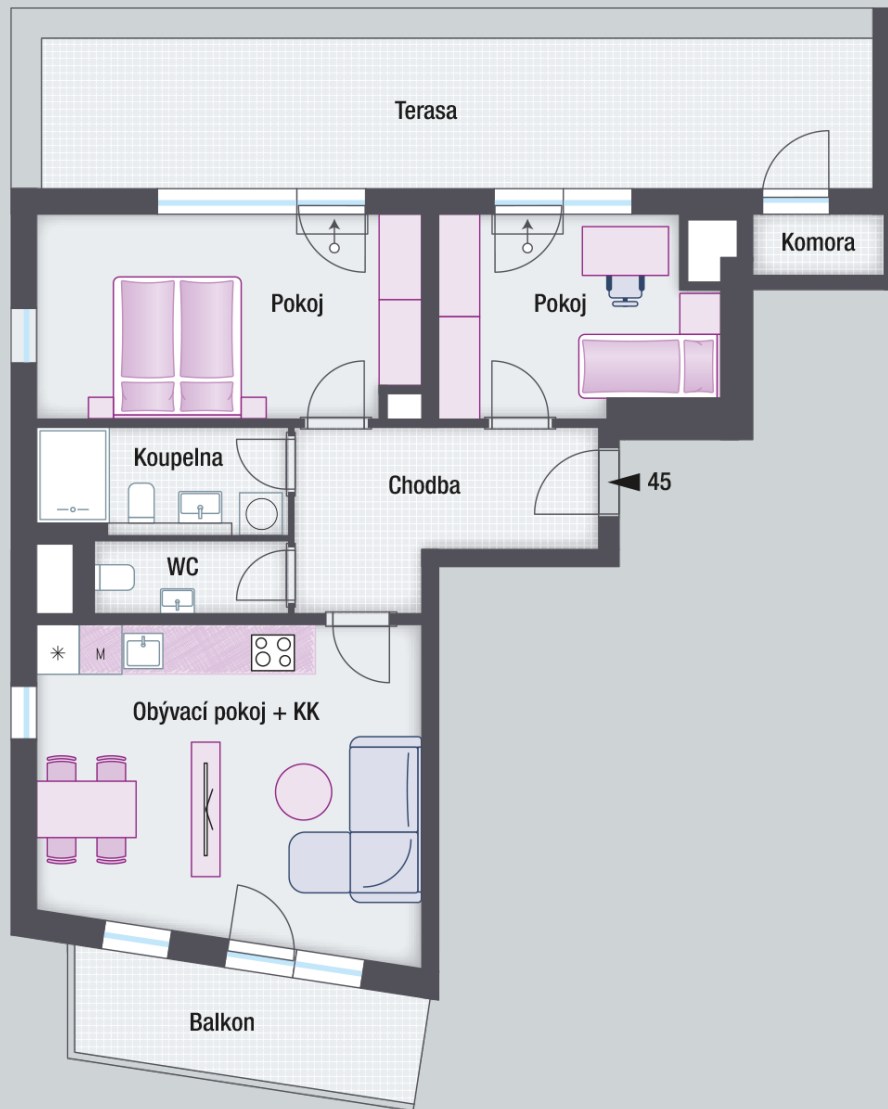 Terasa
Komora
Pokoj
Pokoj
Koupelna
Chodba
45
WC
M
Obývací pokoj + KK
Balkon